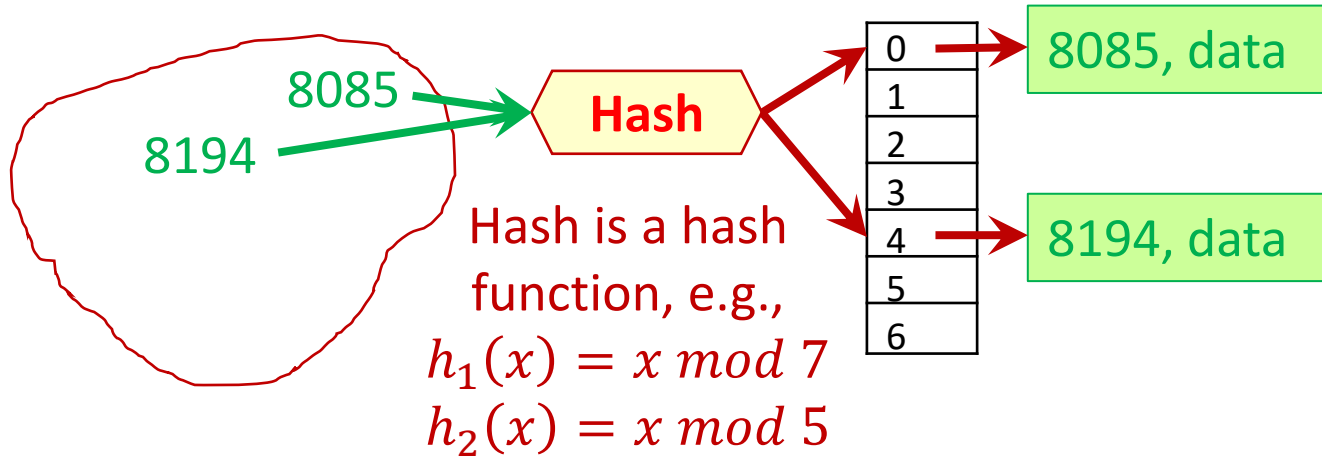 8085
8194
Hash
Hash is a hash
function, e.g.,
h₁(x) = x mod 7
h₂(x) = x mod 5
0
1
2
3
4
5
6
8085, data
8194, data